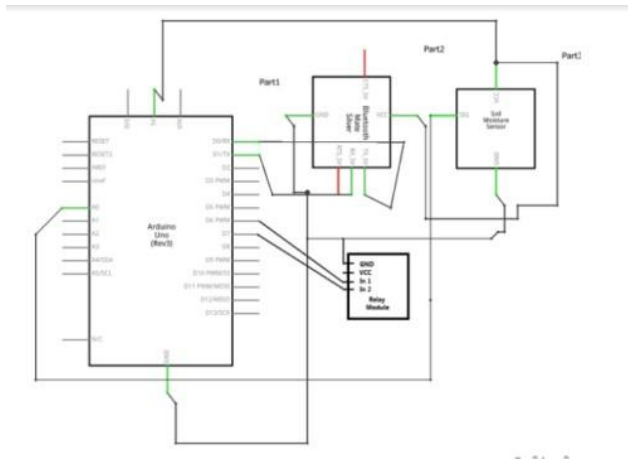 Part1
Part2
Part
RESET
RESET2
AREF
ioref
A0
A1
A2
A3
A4/SDA
A5/SCL
N/C
Arduino
Uno
(Rev3)
D0/RX
D1/TX
D2
D3 PWM
D4
D5 PWM
D6 PWM
D7
D8
D9 PWM
D10 PWM/SS
D11 PWM/MOSI
D12/MISO
D13/SCK
GND
GND
VCC
Bluetooth
Mate
Silver
Soil
Moisture
Sensor
VCC
SIG
GND
GND
VCC
In 1
In 2
Relay
Module